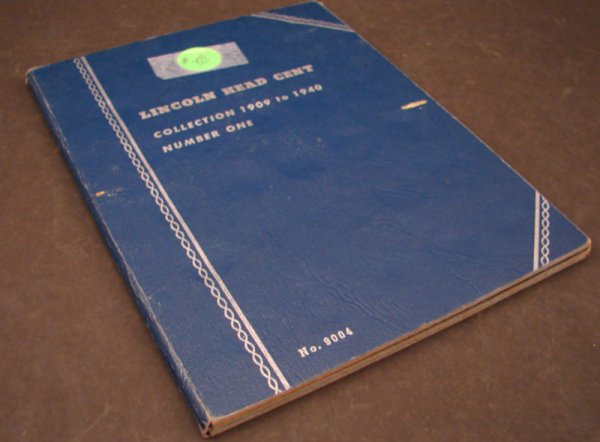 LINCOLN HEAD CENT
COLLECTION 1909 to 1940
NUMBER ONE
No. 9004